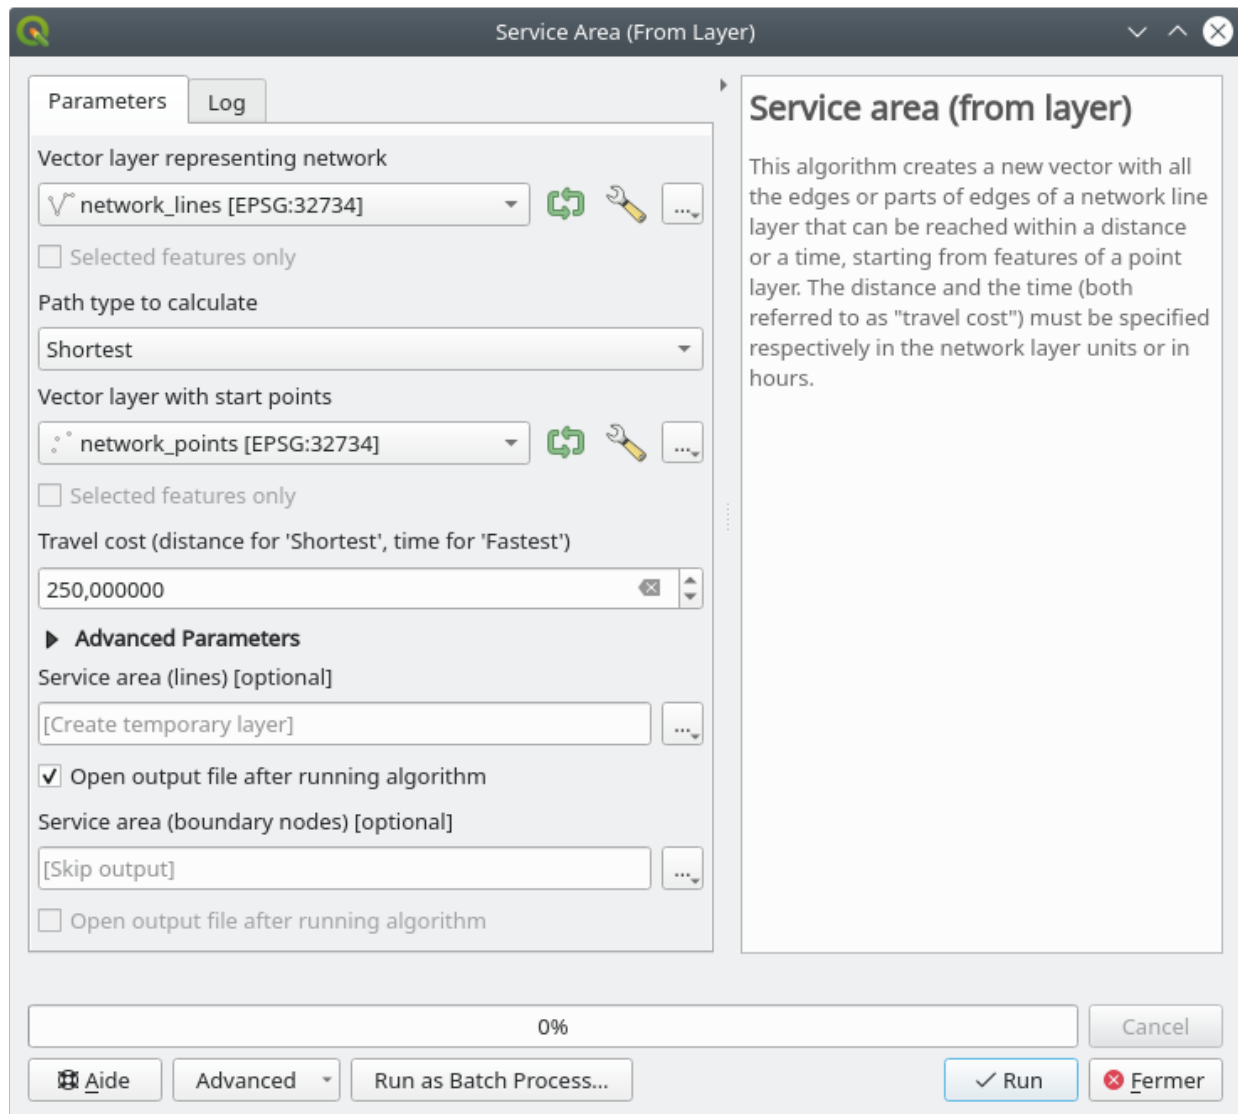 Service Area (From Layer)
Parameters
Log
Vector layer representing network
network_lines [EPSG:32734]
...
Selected features only
Path type to calculate
Shortest
Vector layer with start points
network_points [EPSG:32734]
...
Selected features only
Travel cost (distance for 'Shortest', time for 'Fastest')
250,000000
Advanced Parameters
Service area (lines) [optional]
[Create temporary layer]
...
Open output file after running algorithm
Service area (boundary nodes) [optional]
[Skip output]
...
Open output file after running algorithm
Service area (from layer)
This algorithm creates a new vector with all
the edges or parts of edges of a network line
layer that can be reached within a distance
or a time, starting from features of a point
layer. The distance and the time (both
referred to as "travel cost") must be specified
respectively in the network layer units or in
hours.
0%
Cancel
Aide
Advanced
Run as Batch Process...
Run
Fermer